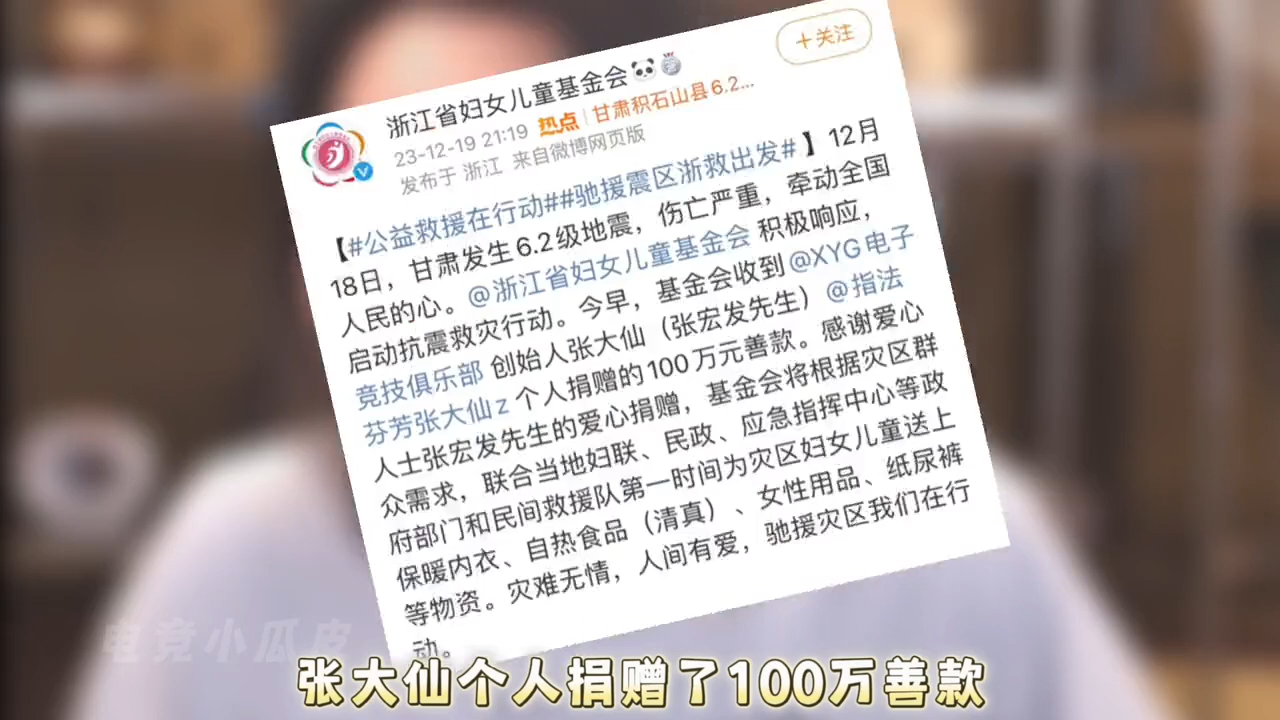 +关注
浙江省妇女儿童基金会
23-12-19 21:19 热点 | 甘肃积石山县6.2...
发布于 浙江 来自微博网页版
【#公益救援在行动##驰援震区浙救出发#】12月
18日，甘肃发生6.2级地震，伤亡严重，牵动全国
人民的心。@浙江省妇女儿童基金会 积极响应，
启动抗震救灾行动。今早，基金会收到@XYG电子
竞技俱乐部 创始人张大仙（张宏发先生）@指法
芬芳张大仙z 个人捐赠的100万元善款。感谢爱心
人士张宏发先生的爱心捐赠，基金会将根据灾区群
众需求，联合当地妇联、民政、应急指挥中心等政
府部门和民间救援队第一时间为灾区妇女儿童送上
保暖内衣、自热食品（清真）、女性用品、纸尿裤
等物资。灾难无情，人间有爱，驰援灾区我们在行
动。
电竞小瓜皮
张大仙个人捐赠了100万善款